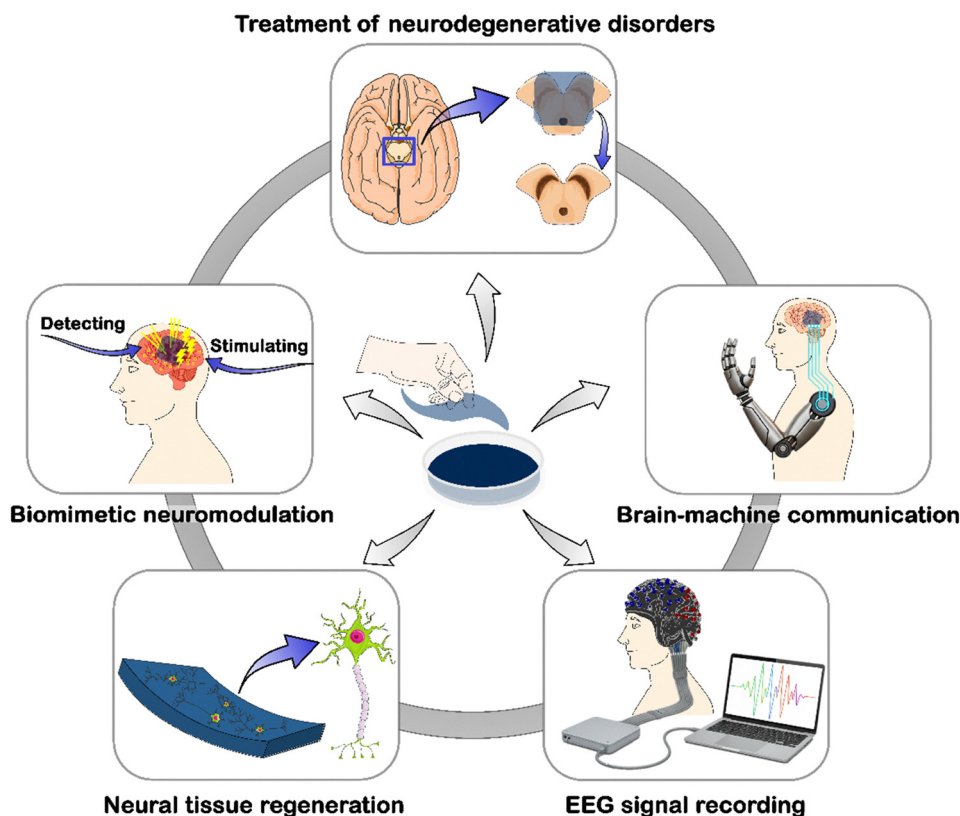 Treatment of neurodegenerative disorders
Detecting
Stimulating
Biomimetic neuromodulation
Brain-machine communication
Neural tissue regeneration
EEG signal recording